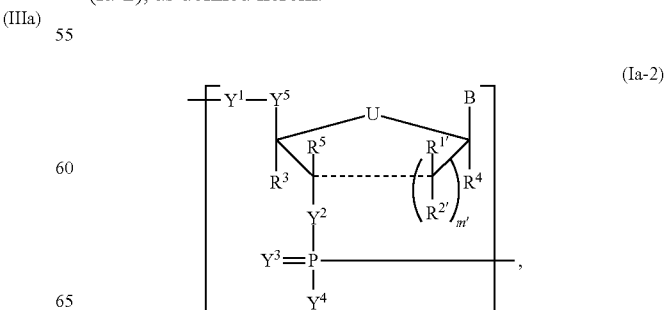 (IIIa)
55
(Ia-2)
Y¹ Y⁵ B
U
R⁵ R¹′
60
R³ R⁴
R²′
Y² m′
Y³=P ,
65
Y⁴